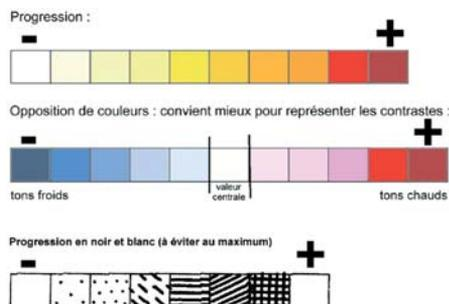 Progression :
- +
Opposition de couleurs : convient mieux pour représenter les contrastes :
- +
tons froids
valeur
centrale
tons chauds
Progression en noir et blanc (à éviter au maximum)
- +